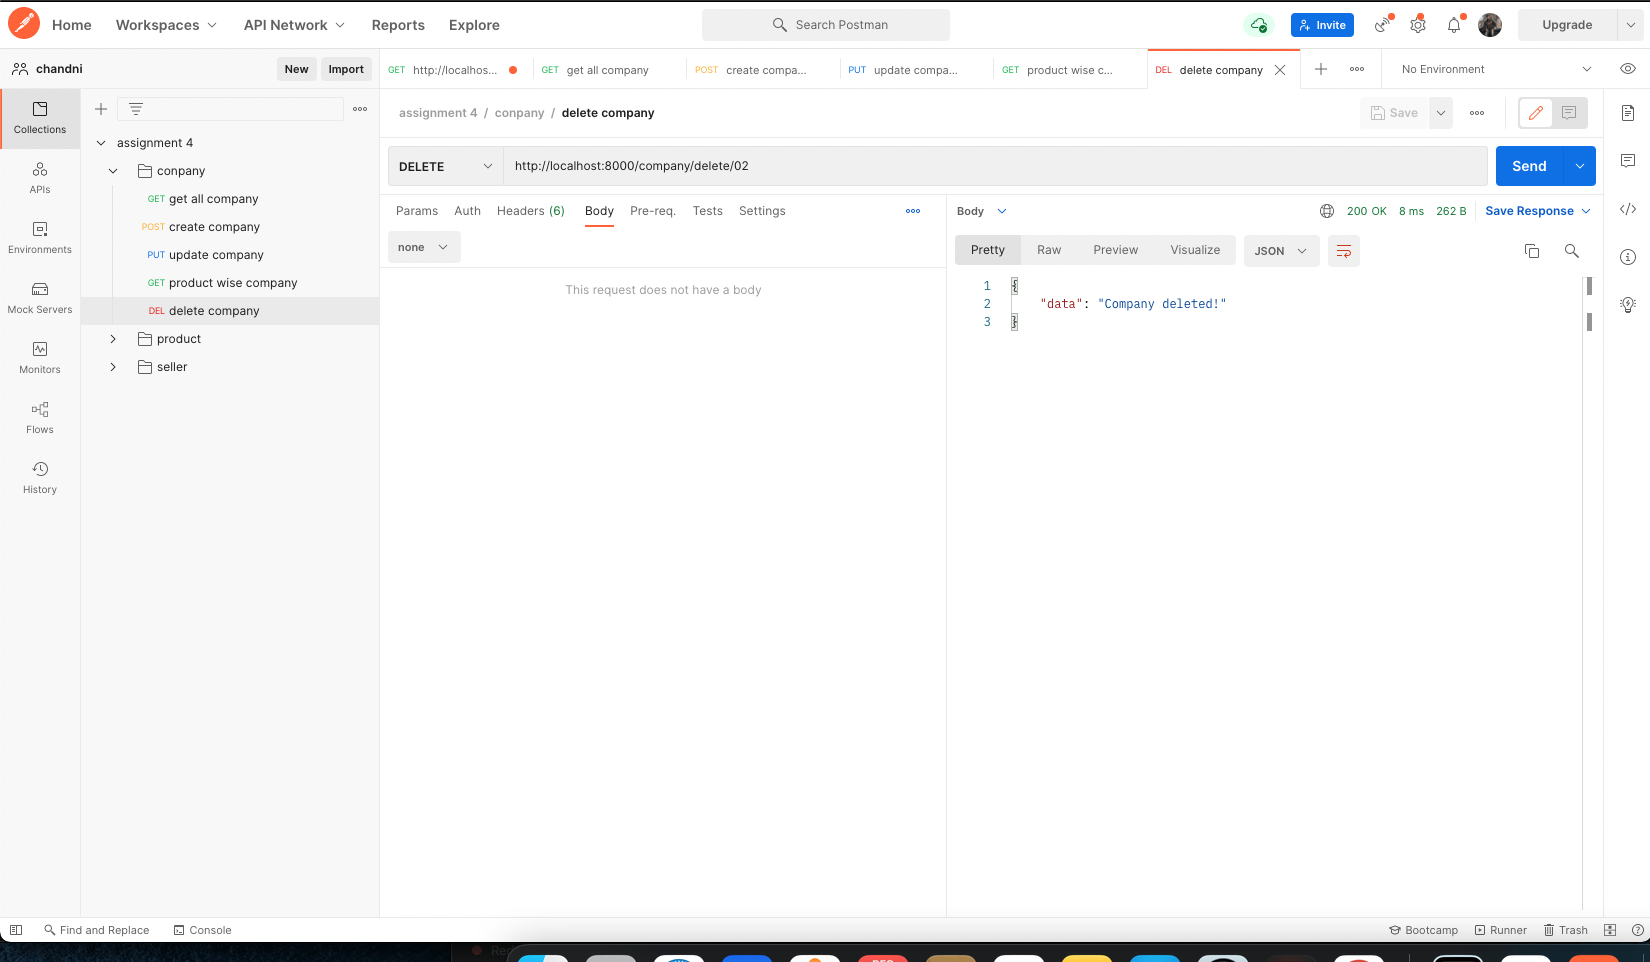 Home Workspaces API Network Reports Explore Search Postman Invite Upgrade
chandni New Import
GET http://localhos... GET get all company POST create compa... PUT update compa... GET product wise c... DEL delete company No Environment
Collections
APIs
Environments
Mock Servers
Monitors
Flows
History
assignment 4
conpany
GET get all company
POST create company
PUT update company
GET product wise company
DEL delete company
product
seller
assignment 4 / conpany / delete company Save
DELETE http://localhost:8000/company/delete/02 Send
Params Auth Headers (6) Body Pre-req. Tests Settings
none
This request does not have a body
Body 200 OK 8 ms 262 B Save Response
Pretty Raw Preview Visualize JSON
1 {
2 "data": "Company deleted!"
3 }
Find and Replace Console Bootcamp Runner Trash